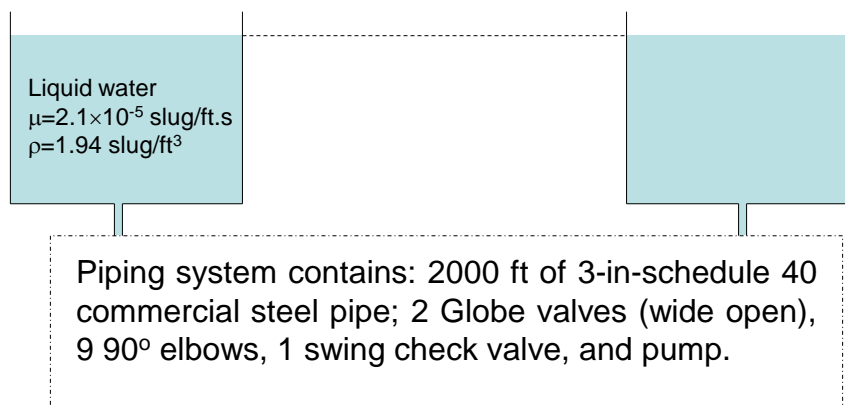 Liquid water
μ=2.1×10⁻⁵ slug/ft.s
ρ=1.94 slug/ft³
Piping system contains: 2000 ft of 3-in-schedule 40
commercial steel pipe; 2 Globe valves (wide open),
9 90º elbows, 1 swing check valve, and pump.